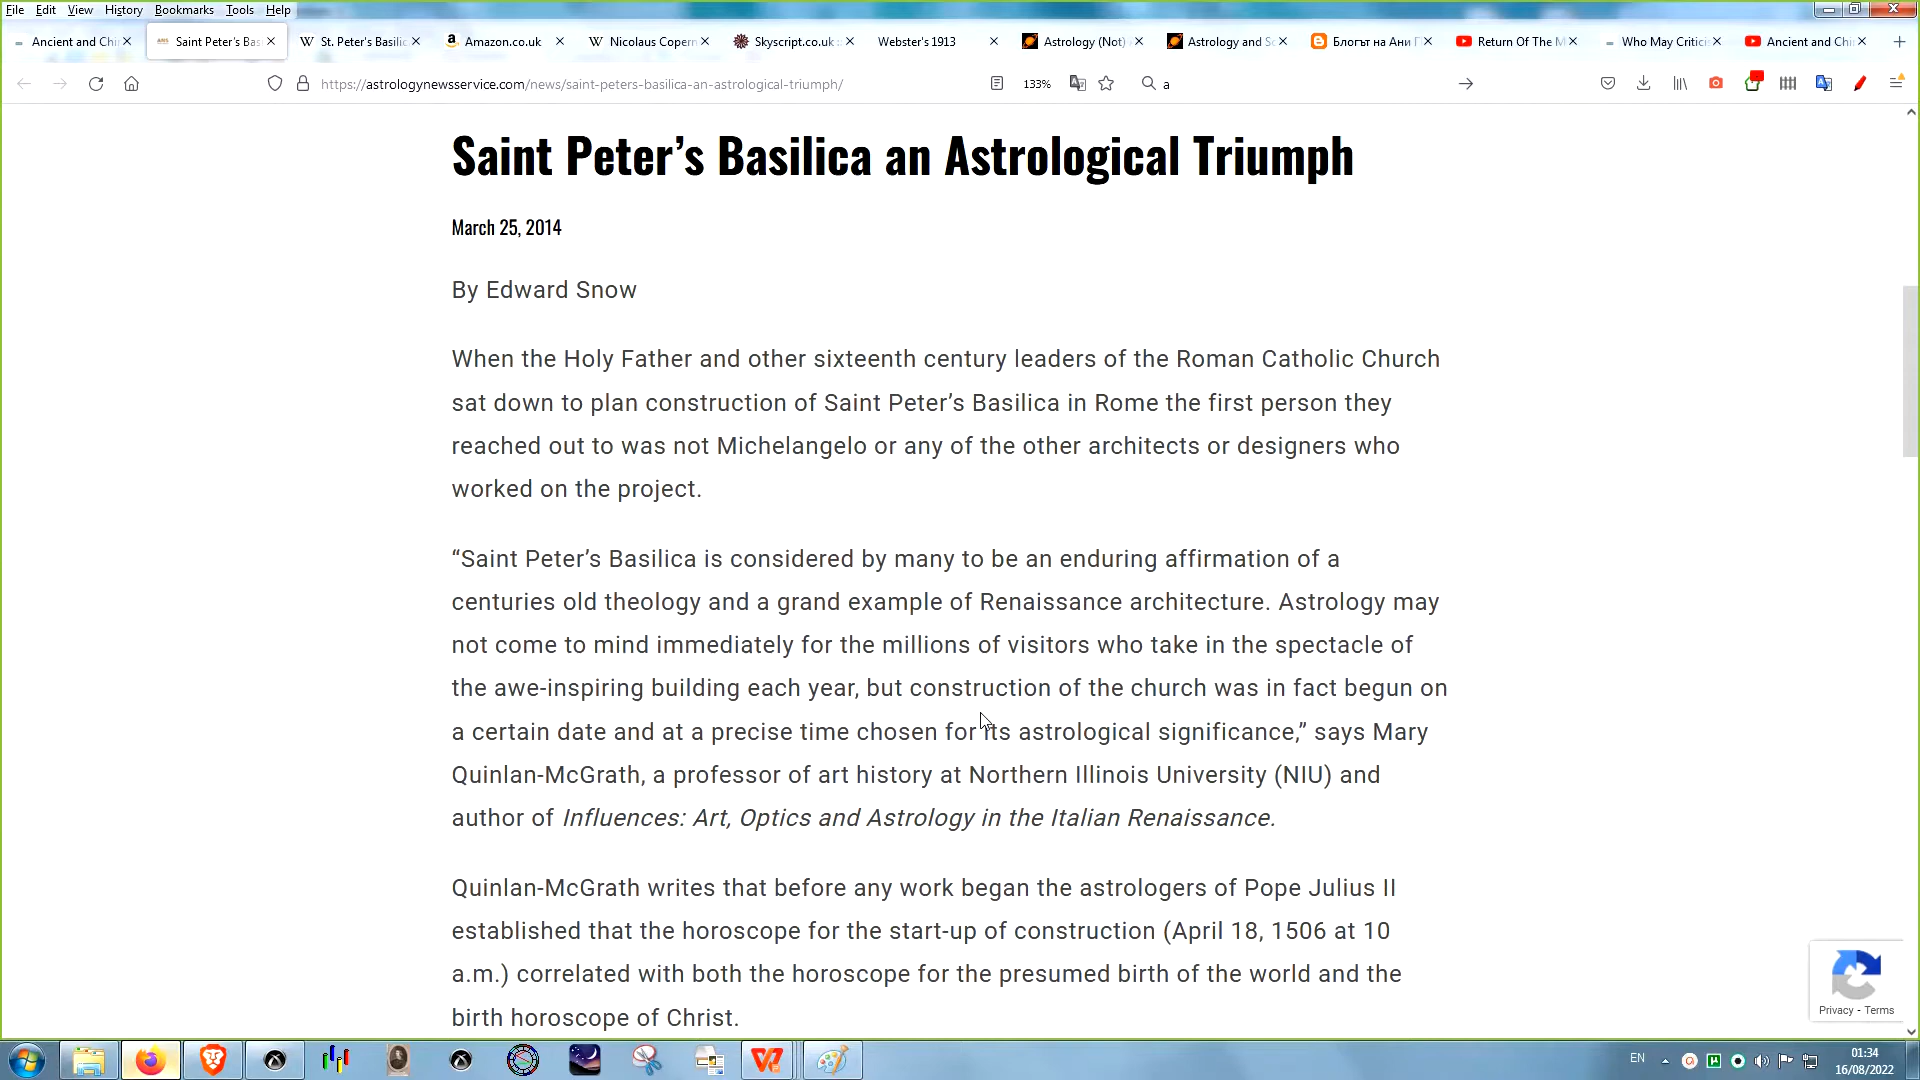 File Edit View History Bookmarks Tools Help
Ancient and Chi
Saint Peter's Bas
St. Peter's Basilic
Amazon.co.uk
Nicolaus Copern
Skyscript.co.uk :
Webster's 1913
Astrology (Not)
Astrology and Sc
Блогът на Ани П
Return Of The M
Who May Critici
Ancient and Chi
https://astrologynewsservice.com/news/saint-peters-basilica-an-astrological-triumph/
133%
a
Saint Peter’s Basilica an Astrological Triumph
March 25, 2014
By Edward Snow
When the Holy Father and other sixteenth century leaders of the Roman Catholic Church
sat down to plan construction of Saint Peter’s Basilica in Rome the first person they
reached out to was not Michelangelo or any of the other architects or designers who
worked on the project.
“Saint Peter’s Basilica is considered by many to be an enduring affirmation of a
centuries old theology and a grand example of Renaissance architecture. Astrology may
not come to mind immediately for the millions of visitors who take in the spectacle of
the awe-inspiring building each year, but construction of the church was in fact begun on
a certain date and at a precise time chosen for its astrological significance,” says Mary
Quinlan-McGrath, a professor of art history at Northern Illinois University (NIU) and
author of Influences: Art, Optics and Astrology in the Italian Renaissance.
Quinlan-McGrath writes that before any work began the astrologers of Pope Julius II
established that the horoscope for the start-up of construction (April 18, 1506 at 10
a.m.) correlated with both the horoscope for the presumed birth of the world and the
birth horoscope of Christ.
Privacy - Terms
EN
01:34
16/08/2022